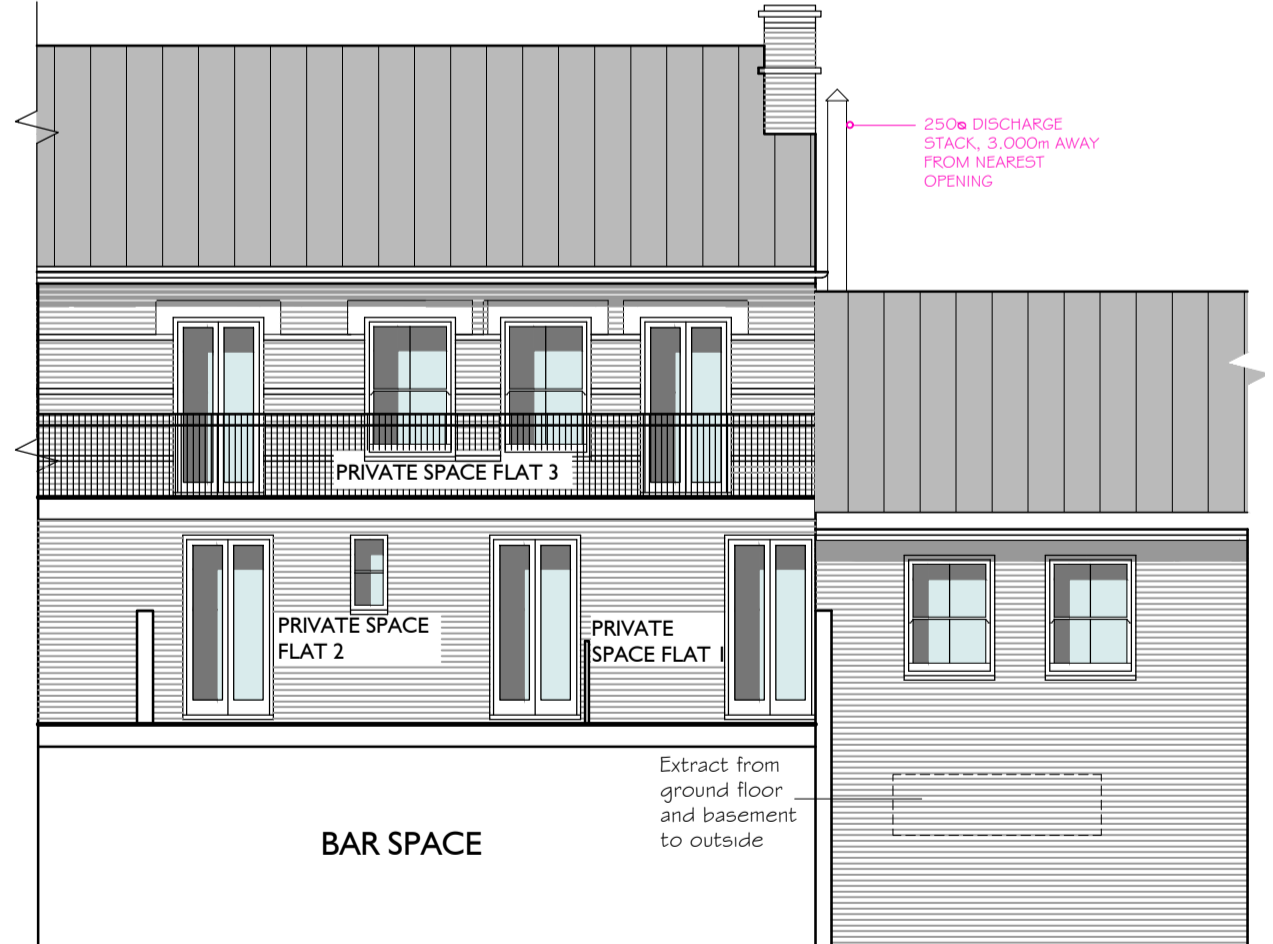 250ø DISCHARGE
STACK, 3.000m AWAY
FROM NEAREST
OPENING
PRIVATE SPACE FLAT 3
PRIVATE SPACE
FLAT 2
PRIVATE
SPACE FLAT 1
Extract from
ground floor
and basement
to outside
BAR SPACE